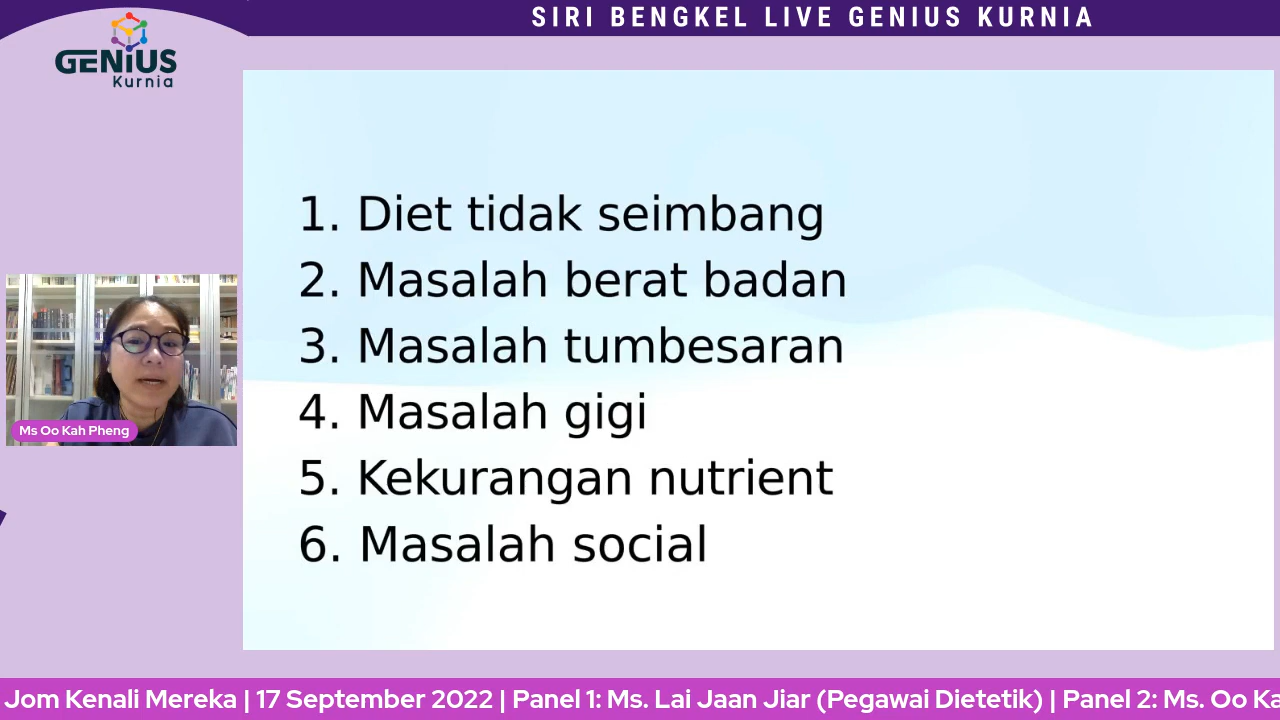 SIRI BENGKEL LIVE GENIUS KURNIA
GENIUS
Kurnia
1. Diet tidak seimbang
2. Masalah berat badan
3. Masalah tumbesaran
4. Masalah gigi
5. Kekurangan nutrient
6. Masalah social
Ms Oo Kah Pheng
Jom Kenali Mereka | 17 September 2022 | Panel 1: Ms. Lai Jaan Jiar (Pegawai Dietetik) | Panel 2: Ms. Oo Ka